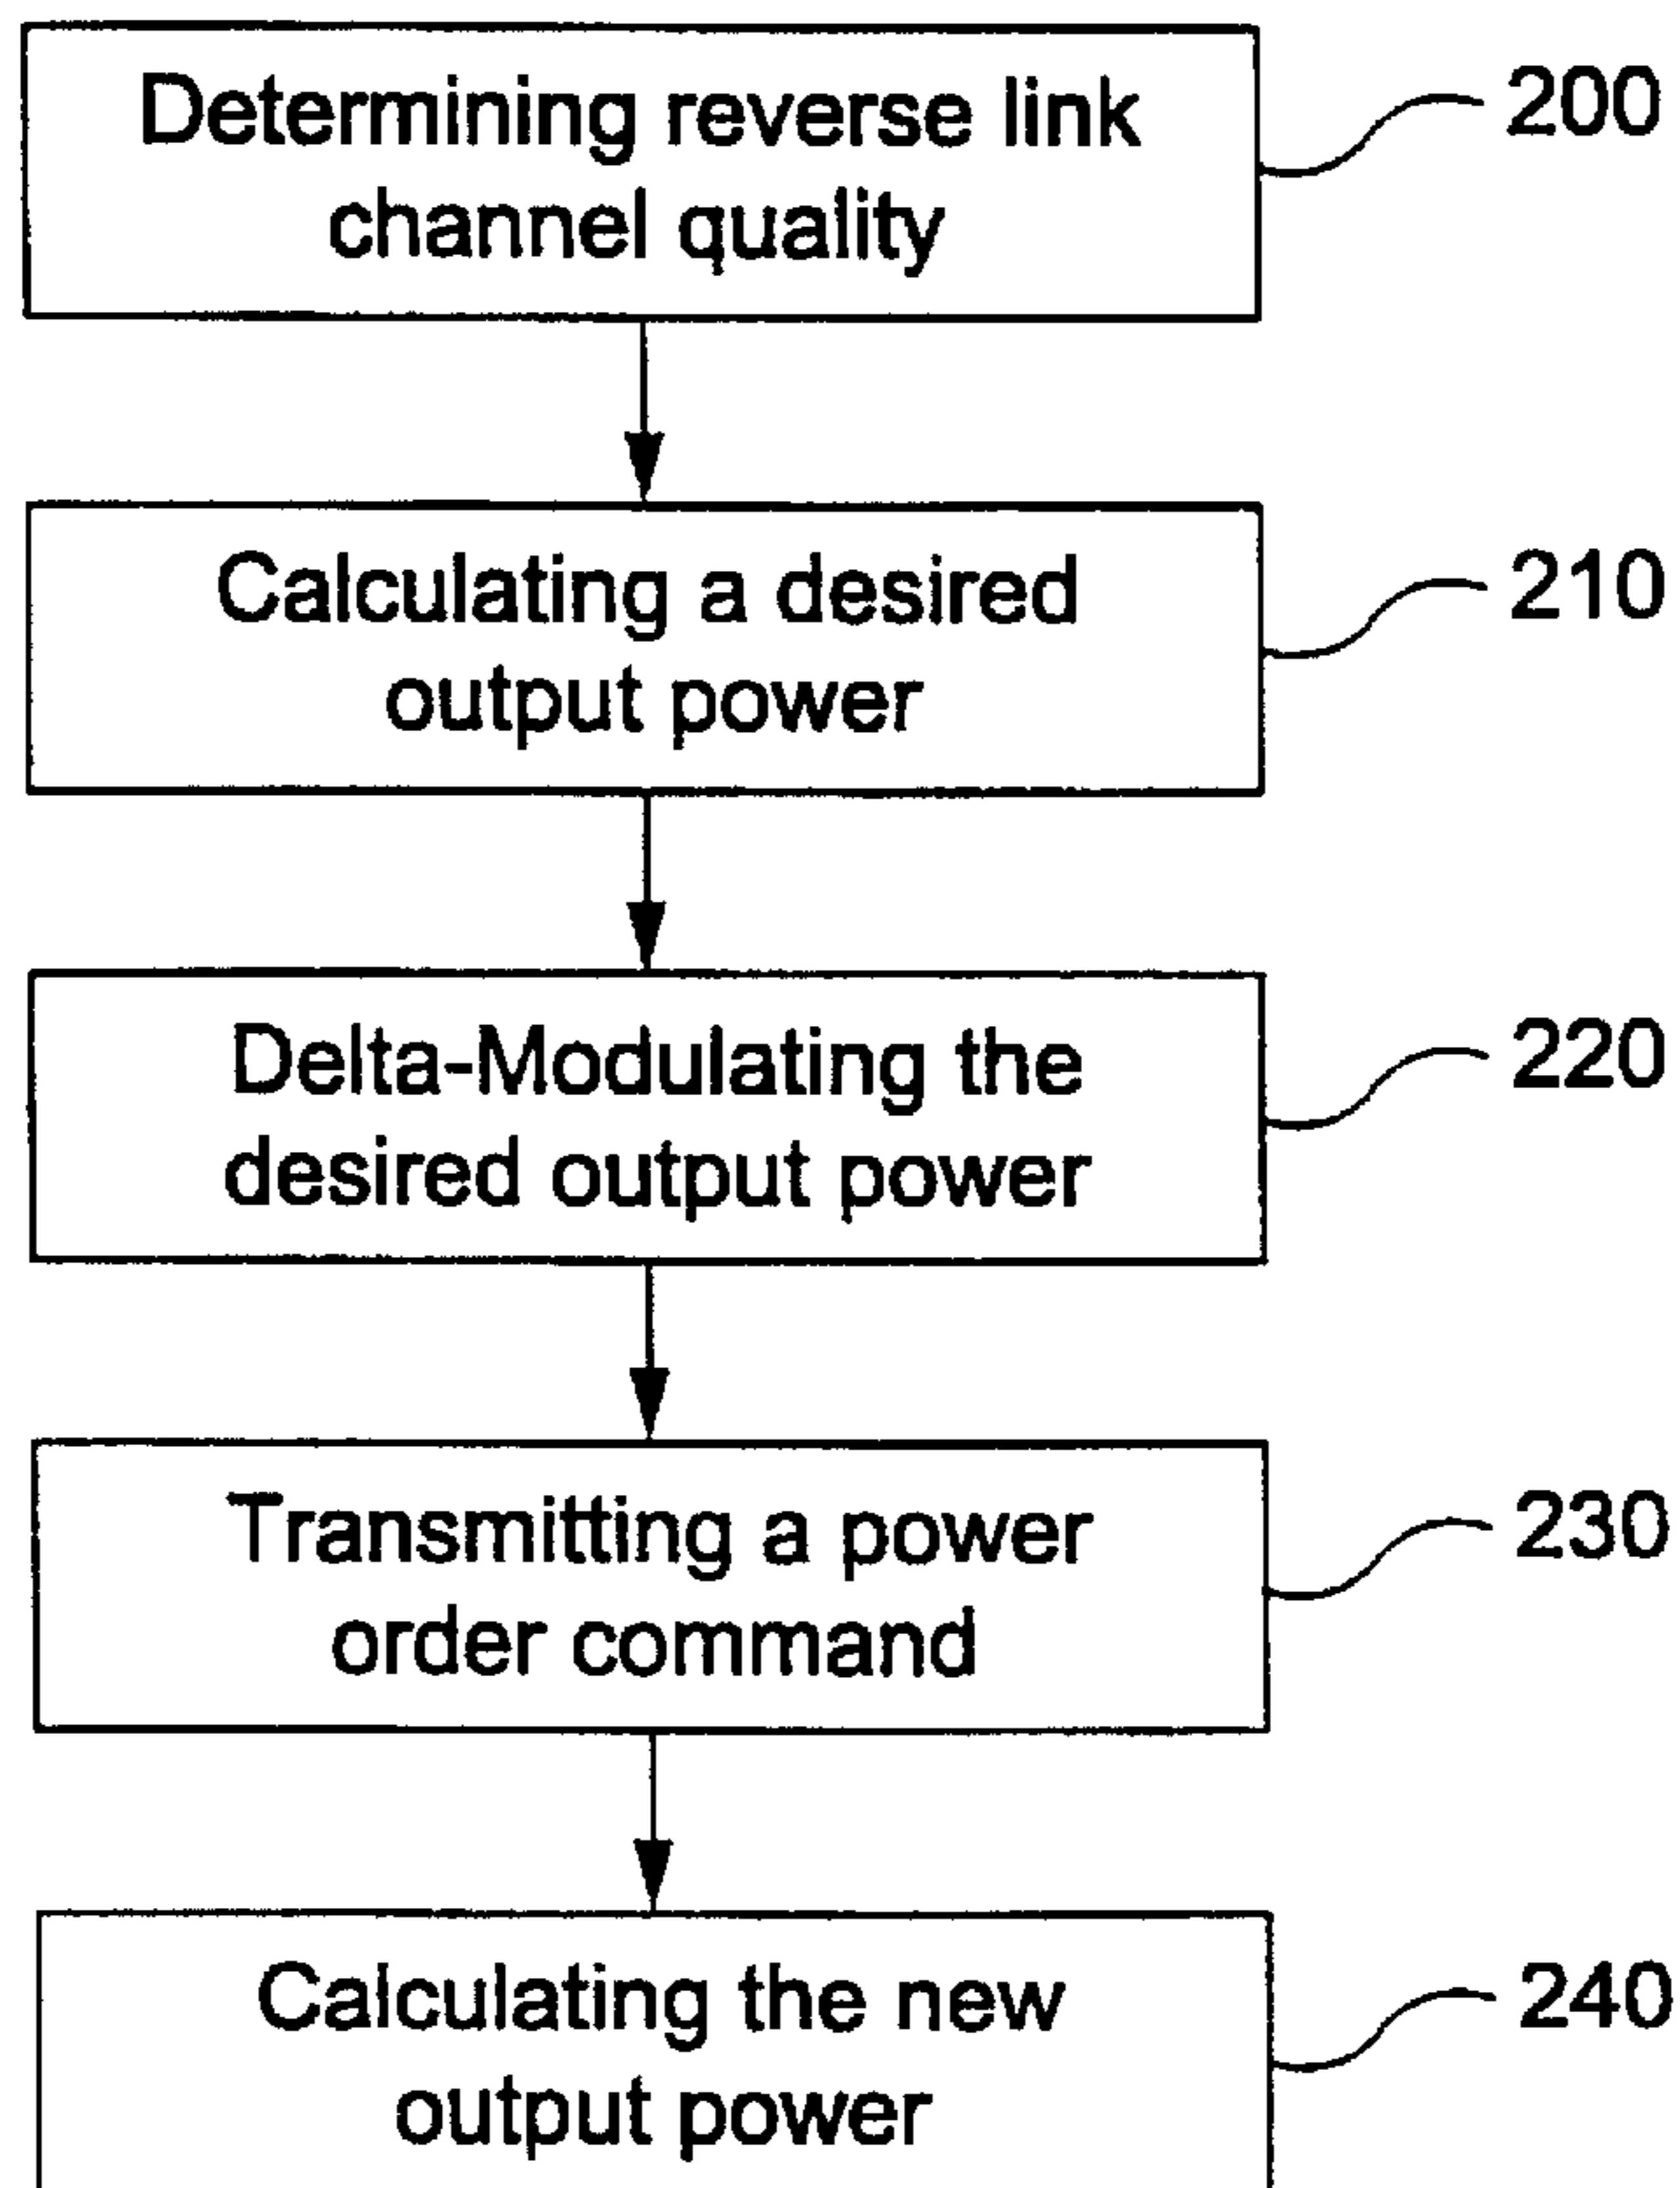 Determining reverse link
channel quality
200
Calculating a desired
output power
210
Delta-Modulating the
desired output power
220
Transmitting a power
order command
230
Calculating the new
output power
240